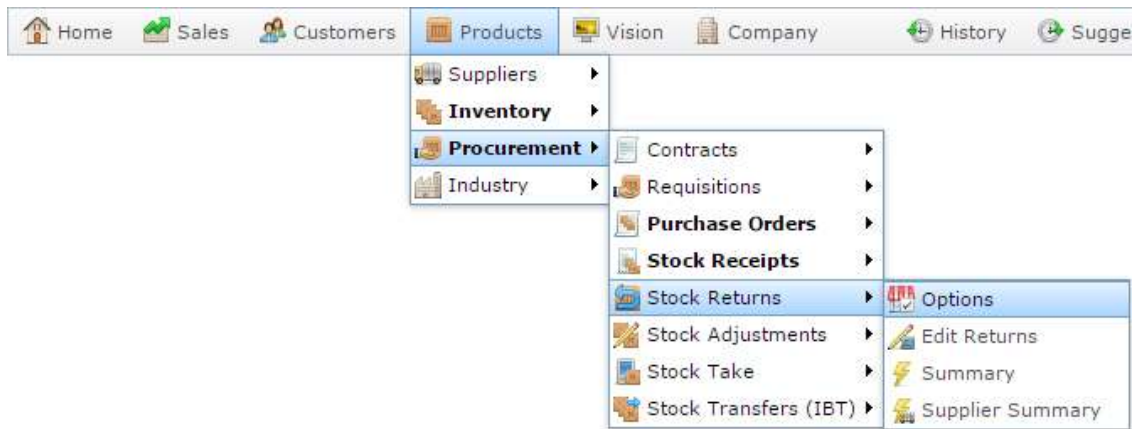 Home Sales Customers Products Vision Company History Sugge
Suppliers
Inventory
Procurement
Industry
Contracts
Requisitions
Purchase Orders
Stock Receipts
Stock Returns
Stock Adjustments
Stock Take
Stock Transfers (IBT)
Options
Edit Returns
Summary
Supplier Summary